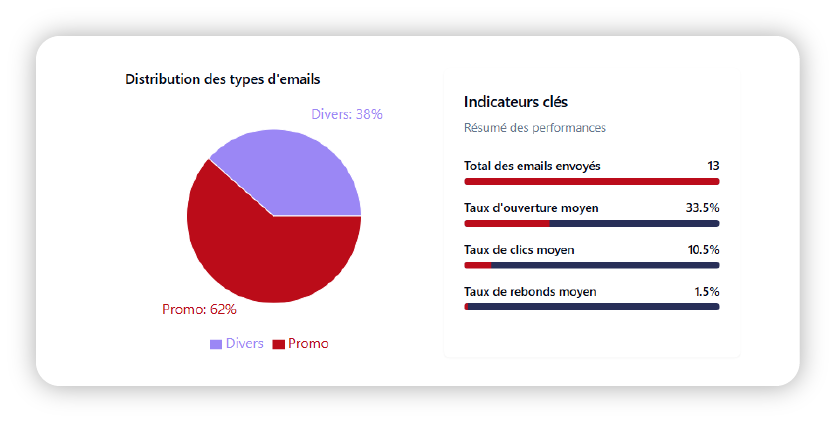 Distribution des types d'emails
Divers: 38%
Promo: 62%
Divers Promo
Indicateurs clés
Résumé des performances
Total des emails envoyés 13
Taux d'ouverture moyen 33.5%
Taux de clics moyen 10.5%
Taux de rebonds moyen 1.5%